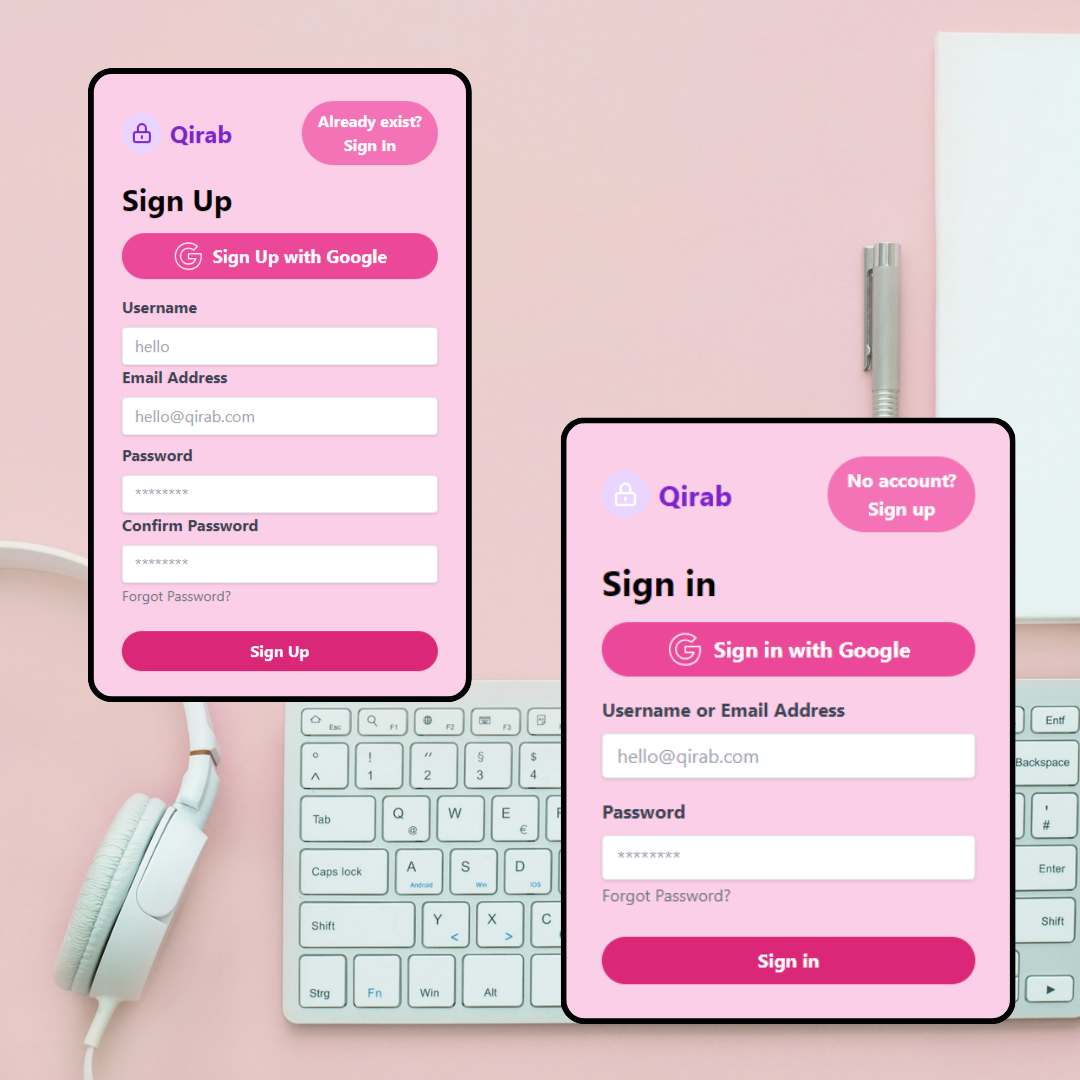 Qirab
Already exist?
Sign In
Sign Up
Sign Up with Google
Username
hello
Email Address
hello@qirab.com
Password
********
Confirm Password
********
Forgot Password?
Sign Up
Qirab
No account?
Sign up
Sign in
Sign in with Google
Username or Email Address
hello@qirab.com
Password
********
Forgot Password?
Sign in
Esc F1 F2 F3
Entf
° ! ′′ § $
^ 1 2 3 4
Backspace
Tab Q @ W E €
' #
Caps lock A Android S Win D iOS
Enter
Shift Y < X > C
Shift
Strg Fn Win Alt